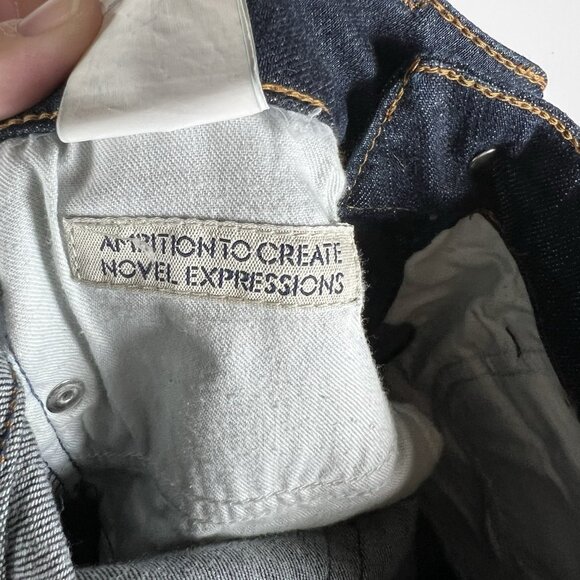 AMBITION TO CREATE
NOVEL EXPRESSIONS